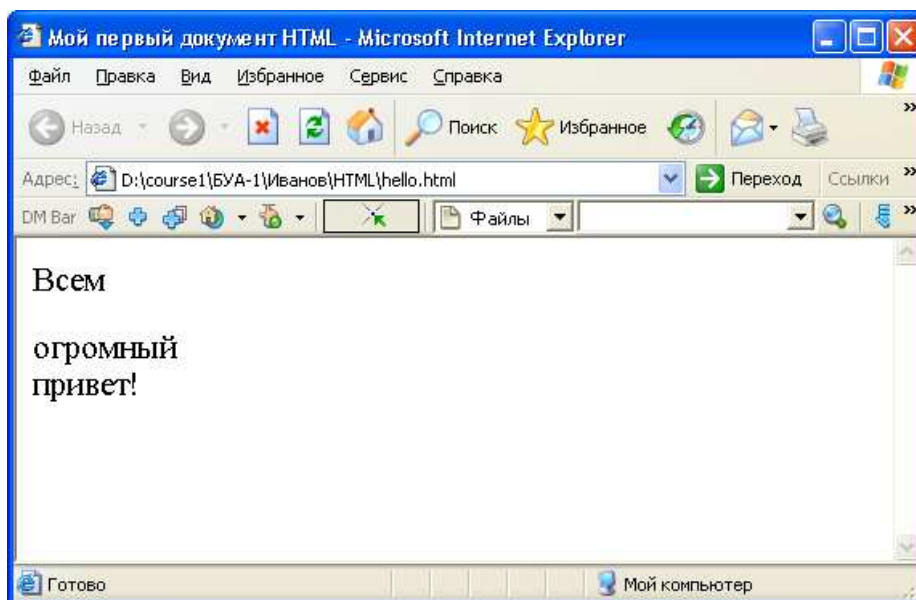 Мой первый документ HTML - Microsoft Internet Explorer
Файл Правка Вид Избранное Сервис Справка
Назад Поиск Избранное »
Адрес: D:\course1\БУА-1\Иванов\HTML\hello.html Переход Ссылки »
DM Bar Файлы »
Всем
огромный
привет!
Готово Мой компьютер